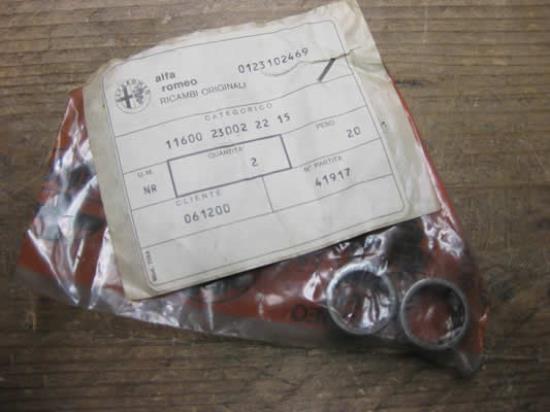 alfa
romeo
RICAMBI ORIGINALI
0123102469
CATEGORICO
11600 23002 22 15
U.M. QUANTITA' PESO
NR 2 20
CLIENTE N° PARTITA
061200 41917